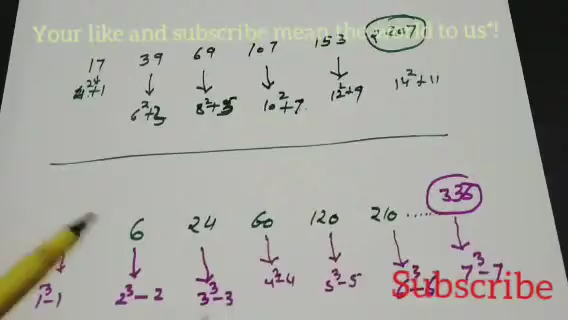 Your like and subscribe mean the world to us*!
17 39 69 107 153 207
4²+1 6²+3 8²+5 10²+7 12²+9 14²+11
6 24 60 120 210 ..... 336
1³-1 2³-2 3³-3 4³-4 5³-5 6³-6 7³-7
Subscribe